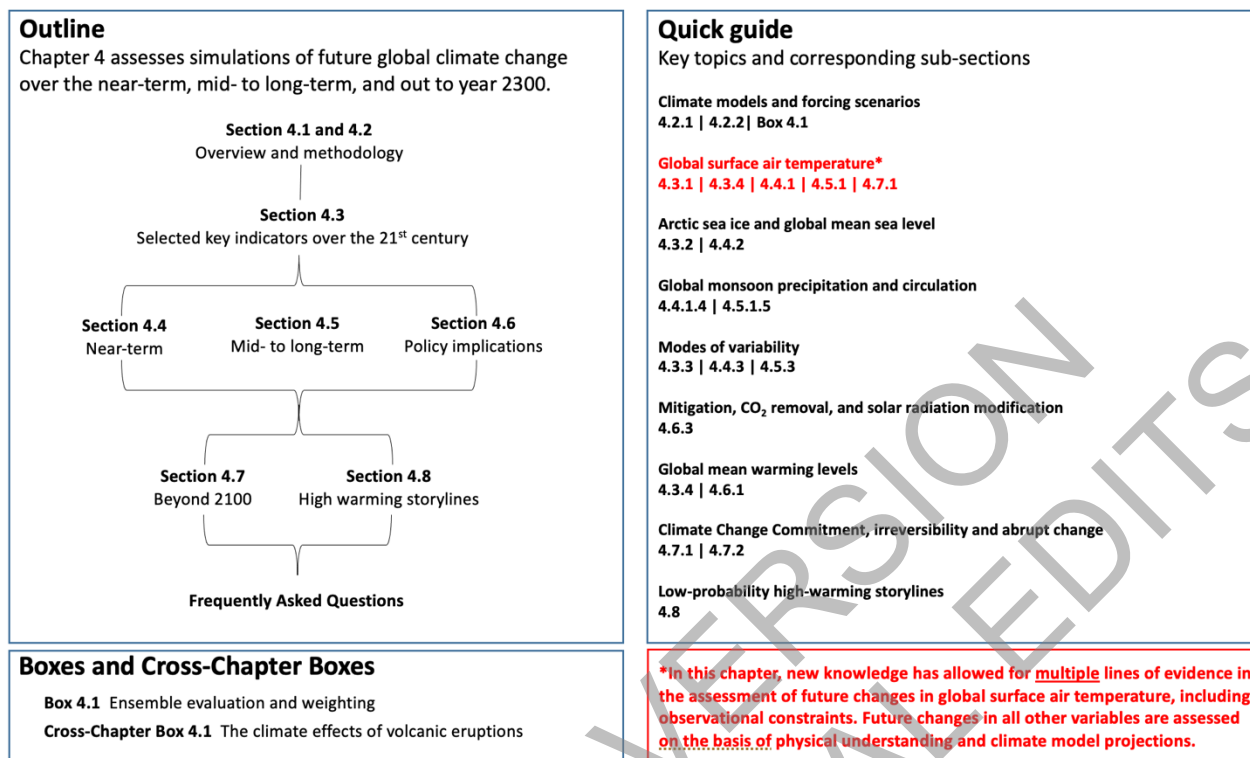 Outline
Chapter 4 assesses simulations of future global climate change
over the near-term, mid- to long-term, and out to year 2300.
Section 4.1 and 4.2
Overview and methodology
Section 4.3
Selected key indicators over the 21st century
Section 4.4
Near-term
Section 4.5
Mid- to long-term
Section 4.6
Policy implications
Section 4.7
Beyond 2100
Section 4.8
High warming storylines
Frequently Asked Questions
Boxes and Cross-Chapter Boxes
Box 4.1 Ensemble evaluation and weighting
Cross-Chapter Box 4.1 The climate effects of volcanic eruptions
Quick guide
Key topics and corresponding sub-sections
Climate models and forcing scenarios
4.2.1 | 4.2.2| Box 4.1
Global surface air temperature*
4.3.1 | 4.3.4 | 4.4.1 | 4.5.1 | 4.7.1
Arctic sea ice and global mean sea level
4.3.2 | 4.4.2
Global monsoon precipitation and circulation
4.4.1.4 | 4.5.1.5
Modes of variability
4.3.3 | 4.4.3 | 4.5.3
Mitigation, CO₂ removal, and solar radiation modification
4.6.3
Global mean warming levels
4.3.4 | 4.6.1
Climate Change Commitment, irreversibility and abrupt change
4.7.1 | 4.7.2
Low-probability high-warming storylines
4.8
*In this chapter, new knowledge has allowed for multiple lines of evidence in
the assessment of future changes in global surface air temperature, including
observational constraints. Future changes in all other variables are assessed
on the basis of physical understanding and climate model projections.
VERSION
EDITS